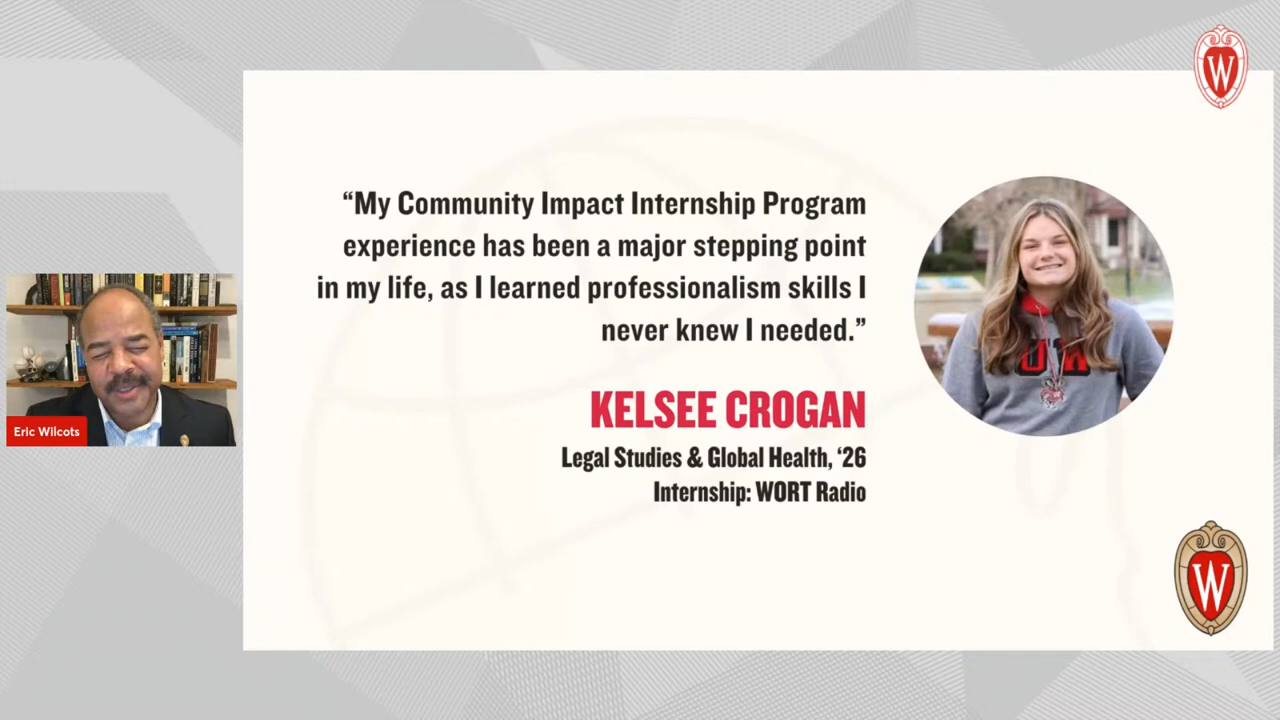 W
“My Community Impact Internship Program
experience has been a major stepping point
in my life, as I learned professionalism skills I
never knew I needed.”
KELSEE CROGAN
Legal Studies & Global Health, ‘26
Internship: WORT Radio
UW
Eric Wilcots
W